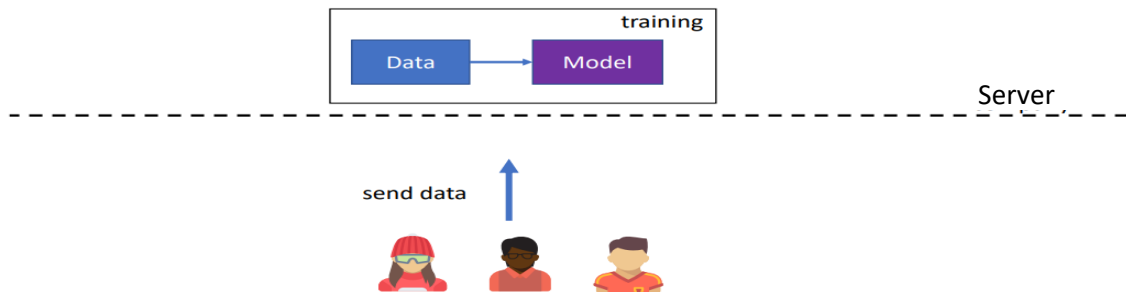 training
Data
Model
Server
send data